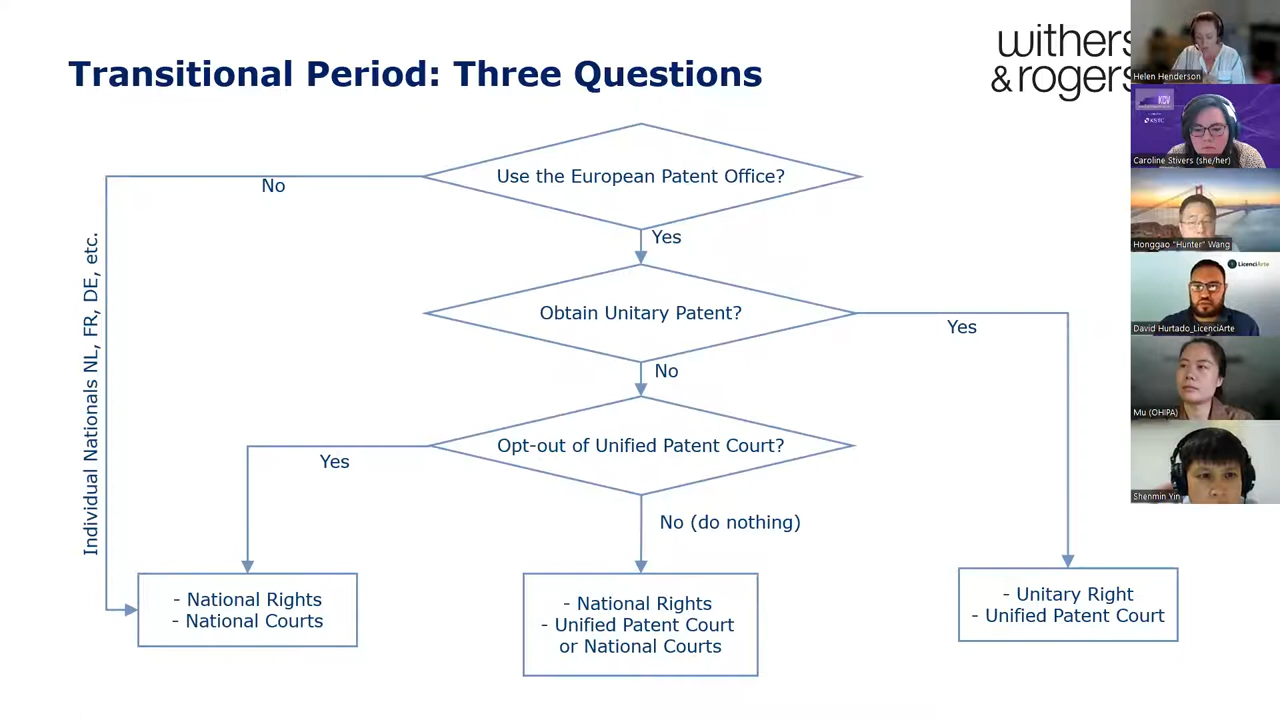 Transitional Period: Three Questions
withers
& rogers
Use the European Patent Office?
No
Yes
Individual Nationals NL, FR, DE, etc.
Obtain Unitary Patent?
Yes
No
Opt-out of Unified Patent Court?
Yes
No (do nothing)
- National Rights
- National Courts
- National Rights
- Unified Patent Court
or National Courts
- Unitary Right
- Unified Patent Court
Helen Henderson
KCV
KSTC
Caroline Stivers (she/her)
Honggao "Hunter" Wang
LicenciArte
David Hurtado_LicenciArte
Mu (OHIPA)
Shenmin Yin